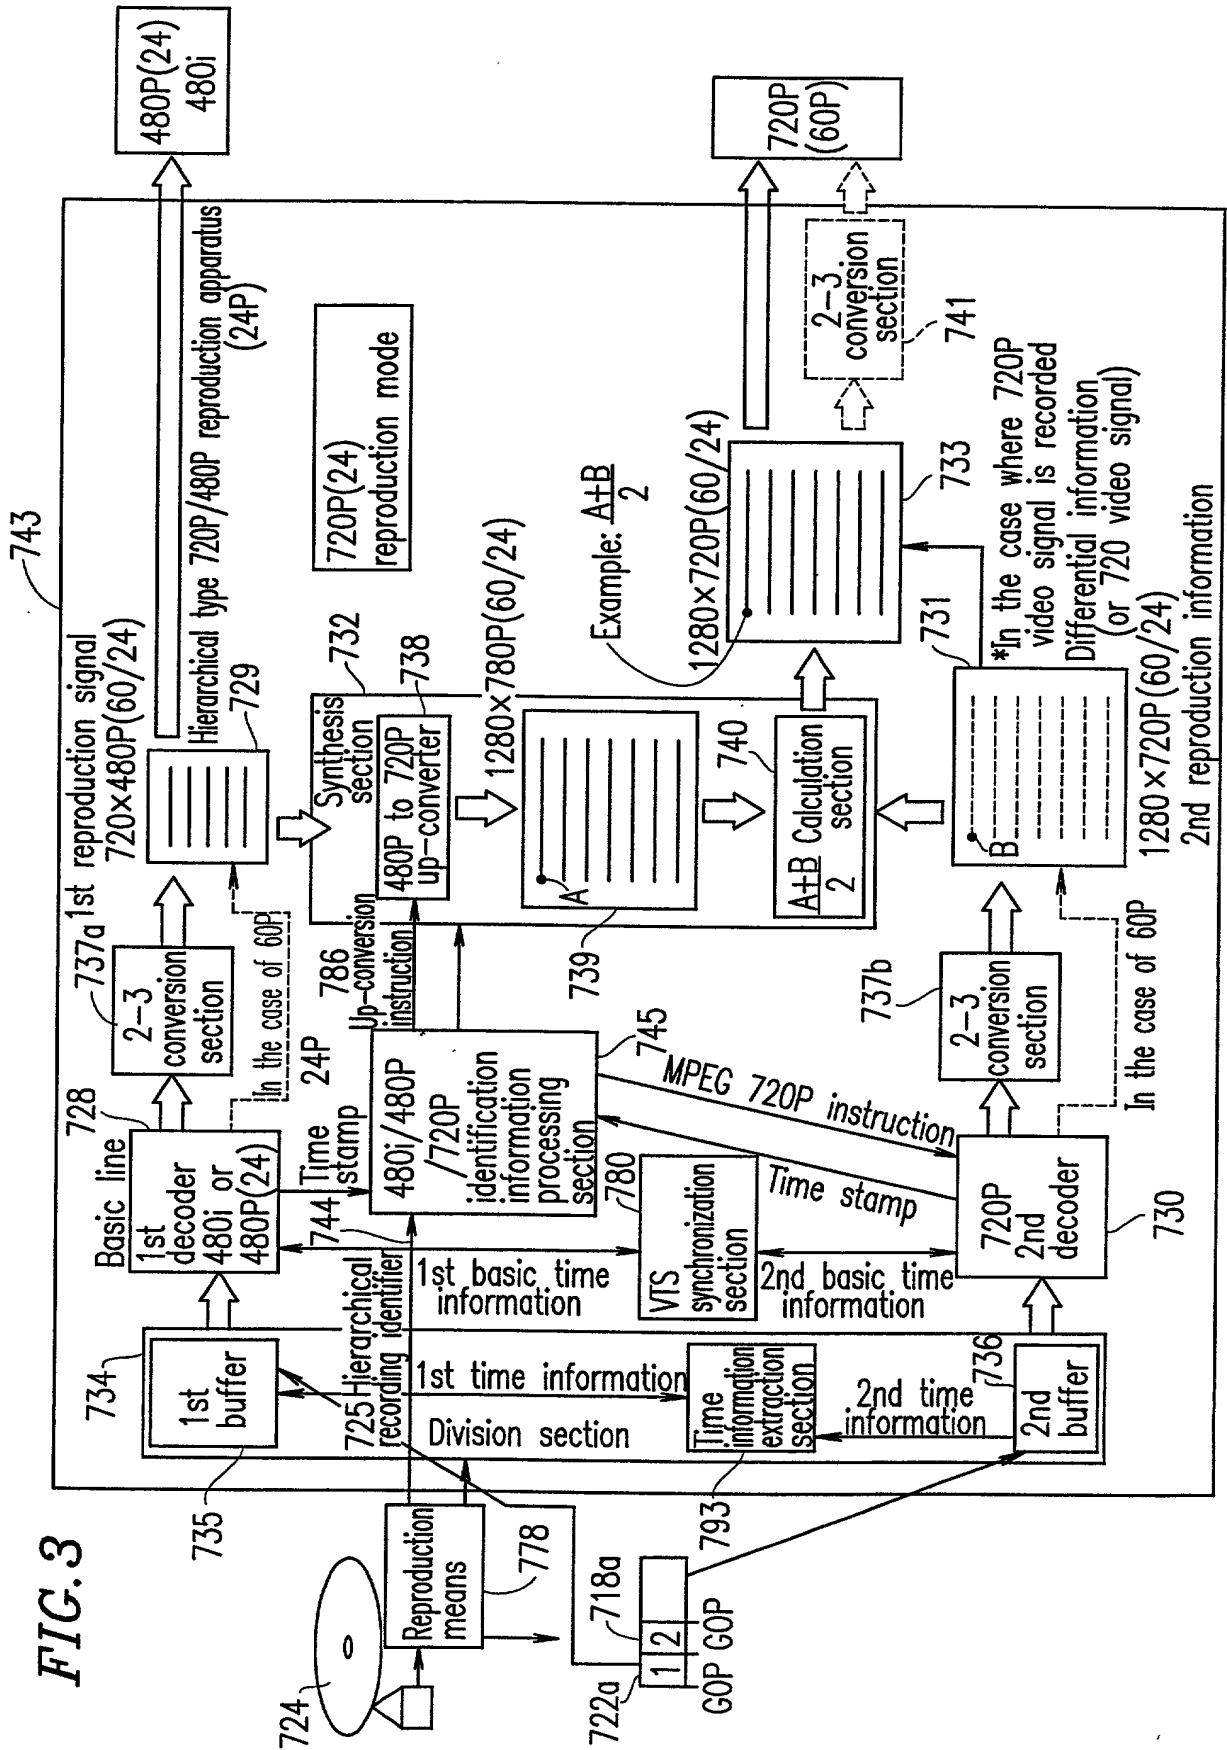 FIG.3
743
480P(24)
480i
1st reproduction signal
720×480P(60/24)
Hierarchical type 720P/480P reproduction apparatus
(24P)
729
737a
2-3
conversion
section
In the case of 60P
728
Basic line
1st
decoder
480i or
480P(24)
734
1st
buffer
735
720P(24)
reproduction mode
Synthesis
section
732
738
480P to 720P
up-converter
1280×780P(60/24)
A
739
740
A+B
2
Calculation
section
Example: A+B
2
1280×720P(60/24)
733
2-3
conversion
section
741
720P
(60P)
786
Up-conversion
instruction
24P
Time
stamp
744
480i/480P
/720P
identification
information
processing
section
745
MPEG 720P instruction
Time stamp
780
VTS
synchronization
section
1st basic time
information
2nd basic time
information
725 Hierarchical
recording identifier
1st time information
Division section
Time
information
extraction
section
793
2nd time
information
736
2nd
buffer
720P
2nd
decoder
730
737b
2-3
conversion
section
In the case of 60P
B
731
*In the case where 720P
video signal is recorded
Differential information
(or 720 video signal)
1280×720P(60/24)
2nd reproduction information
724
Reproduction
means
778
722a
1
2
718a
GOP GOP